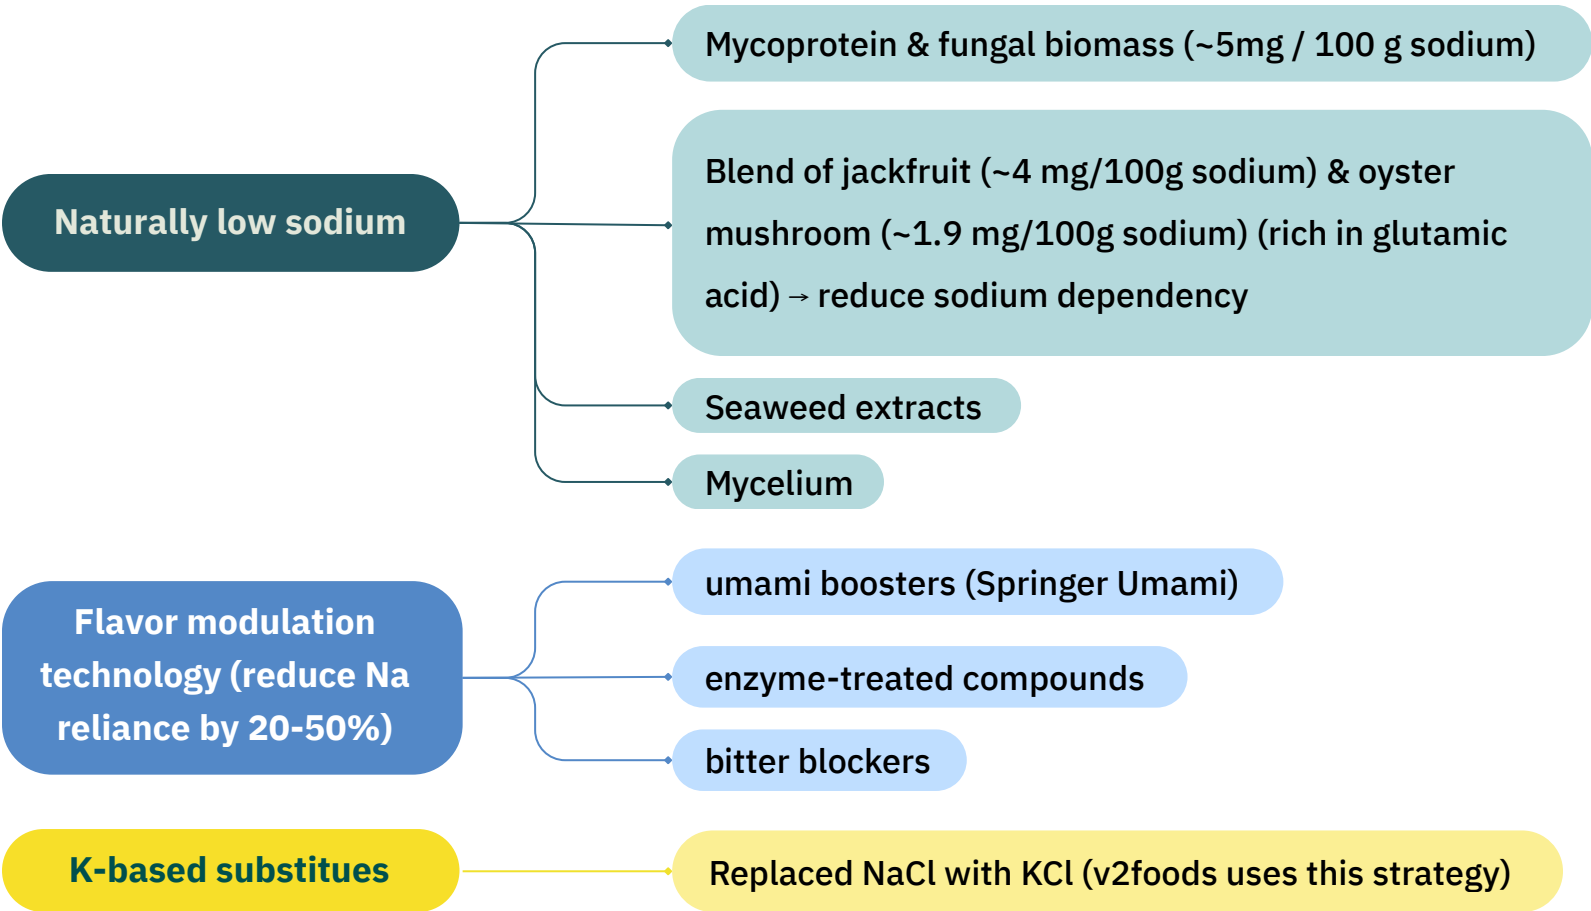 Naturally low sodium
Mycoprotein & fungal biomass (~5mg / 100 g sodium)
Blend of jackfruit (~4 mg/100g sodium) & oyster
mushroom (~1.9 mg/100g sodium) (rich in glutamic
acid) → reduce sodium dependency
Seaweed extracts
Mycelium
Flavor modulation
technology (reduce Na
reliance by 20-50%)
umami boosters (Springer Umami)
enzyme-treated compounds
bitter blockers
K-based substitues
Replaced NaCl with KCl (v2foods uses this strategy)